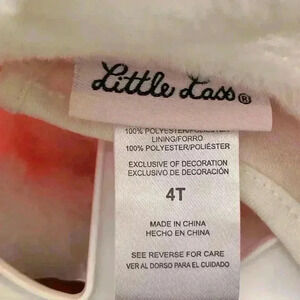 Little Lass®
100% POLYESTER/POLIÉSTER
LINING/FORRO
100% POLYESTER/POLIÉSTER
EXCLUSIVE OF DECORATION
EXCLUSIVO DE DECORACIÓN
4T
MADE IN CHINA
HECHO EN CHINA
SEE REVERSE FOR CARE
VER AL DORSO PARA EL CUIDADO